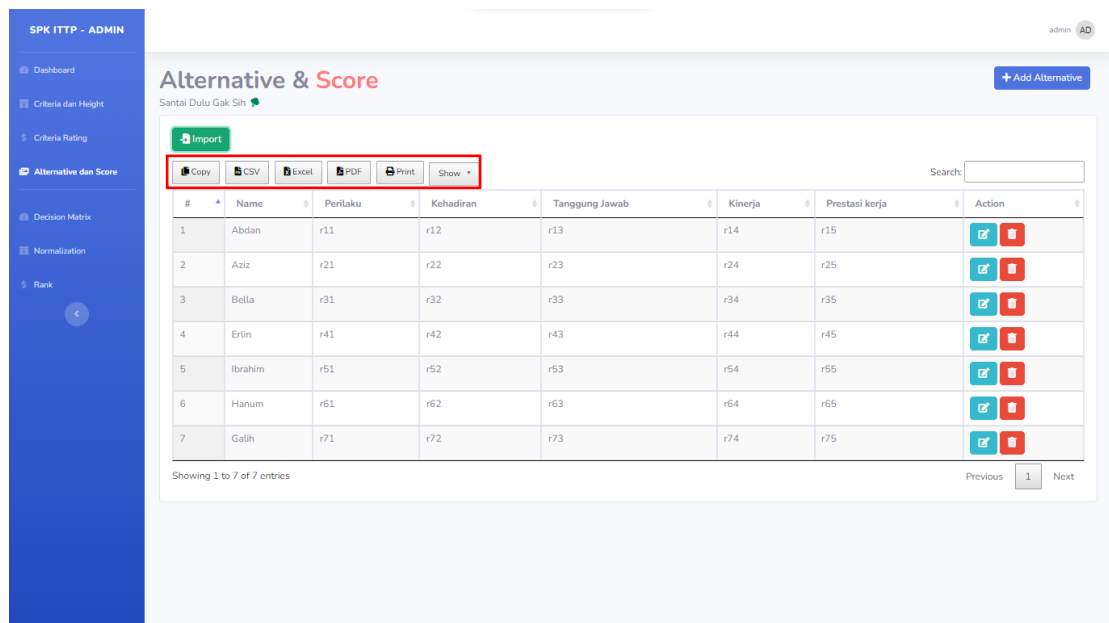 SPK ITTP - ADMIN
admin AD
Dashboard
Criteria dan Height
Criteria Rating
Alternative dan Score
Decision Matrix
Normalization
Rank
Alternative & Score
+ Add Alternative
Santai Dulu Gak Sih
Import
Copy CSV Excel PDF Print Show
Search:
# Name Perilaku Kehadiran Tanggung Jawab Kinerja Prestasi kerja Action
1 Abdan r11 r12 r13 r14 r15
2 Aziz r21 r22 r23 r24 r25
3 Bella r31 r32 r33 r34 r35
4 Erlin r41 r42 r43 r44 r45
5 Ibrahim r51 r52 r53 r54 r55
6 Hanum r61 r62 r63 r64 r65
7 Galih r71 r72 r73 r74 r75
Showing 1 to 7 of 7 entries
Previous 1 Next